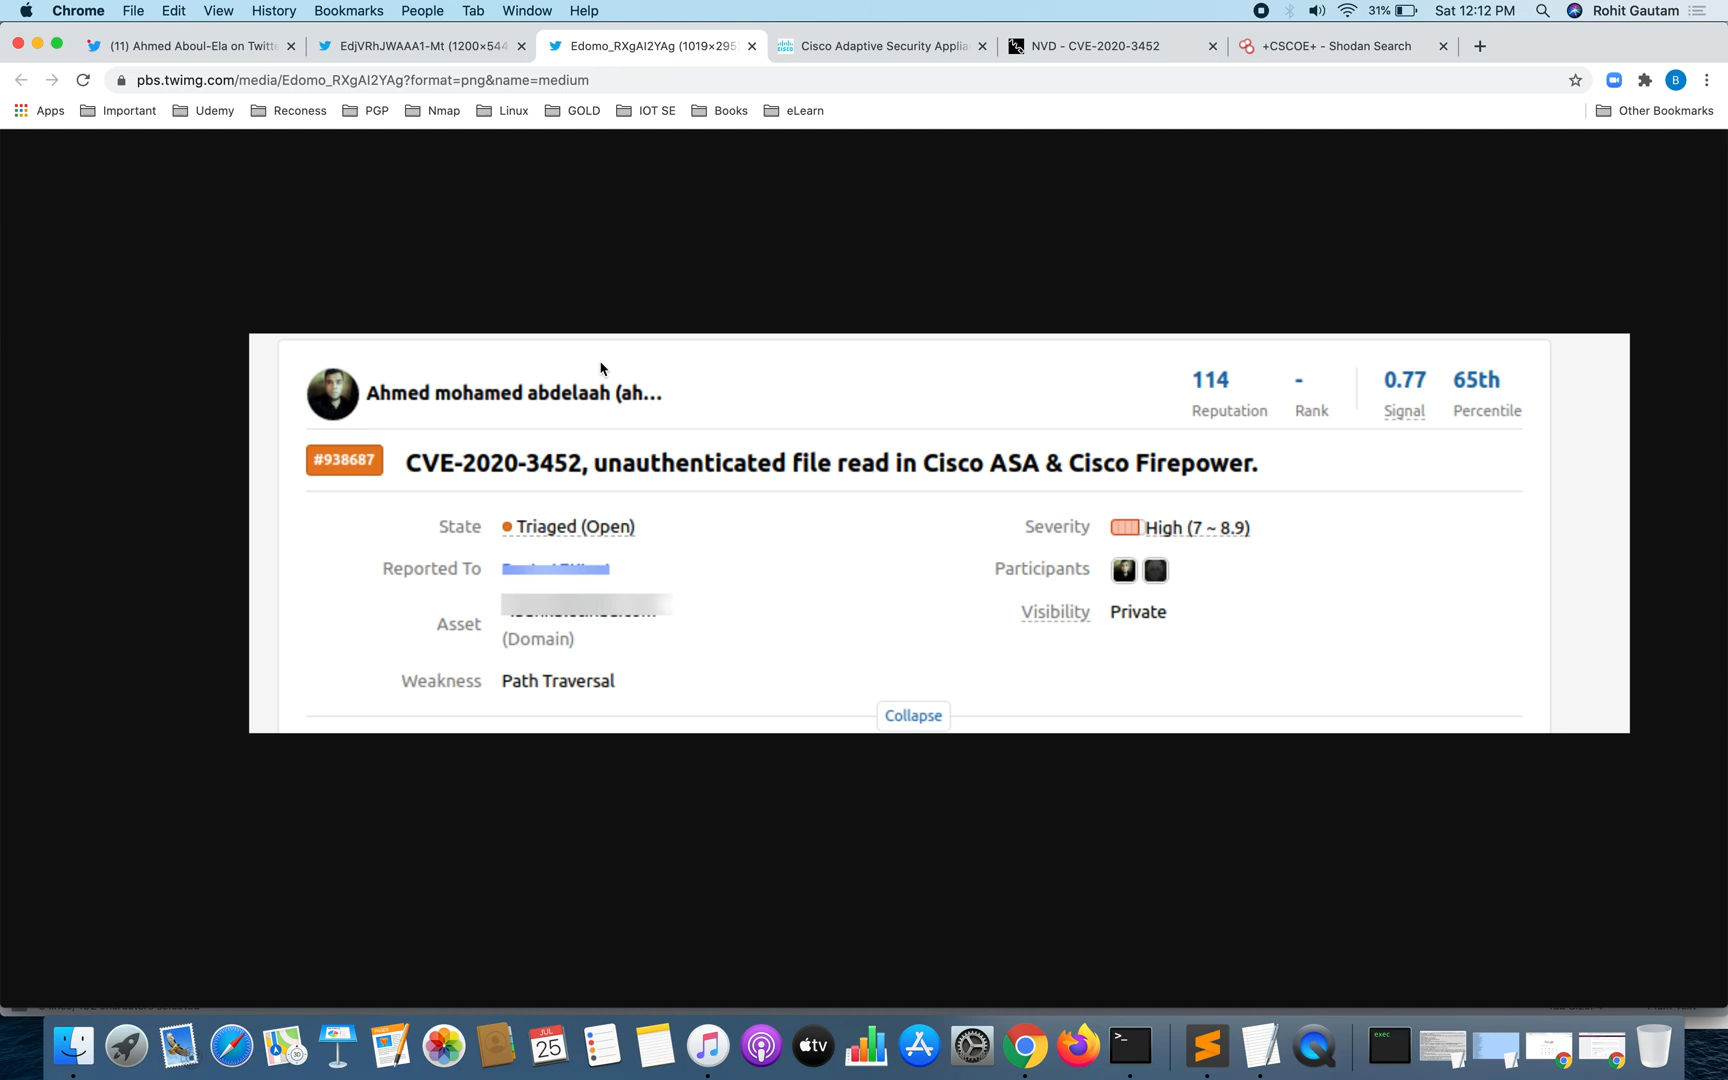 Chrome File Edit View History Bookmarks People Tab Window Help 31% Sat 12:12 PM Rohit Gautam
(11) Ahmed Aboul-Ela on Twitte EdjVRhJWAAA1-Mt (1200×544 Edomo_RXgAI2YAg (1019×295 Cisco Adaptive Security Applia NVD - CVE-2020-3452 +CSCOE+ - Shodan Search
pbs.twimg.com/media/Edomo_RXgAI2YAg?format=png&name=medium B
Apps Important Udemy Reconess PGP Nmap Linux GOLD IOT SE Books eLearn Other Bookmarks
Ahmed mohamed abdelaah (ah...
114 - 0.77 65th
Reputation Rank Signal Percentile
#938687 CVE-2020-3452, unauthenticated file read in Cisco ASA & Cisco Firepower.
State Triaged (Open) Severity High (7 ~ 8.9)
Reported To Participants
Asset (Domain) Visibility Private
Weakness Path Traversal
Collapse
JUL
25
tv
exec